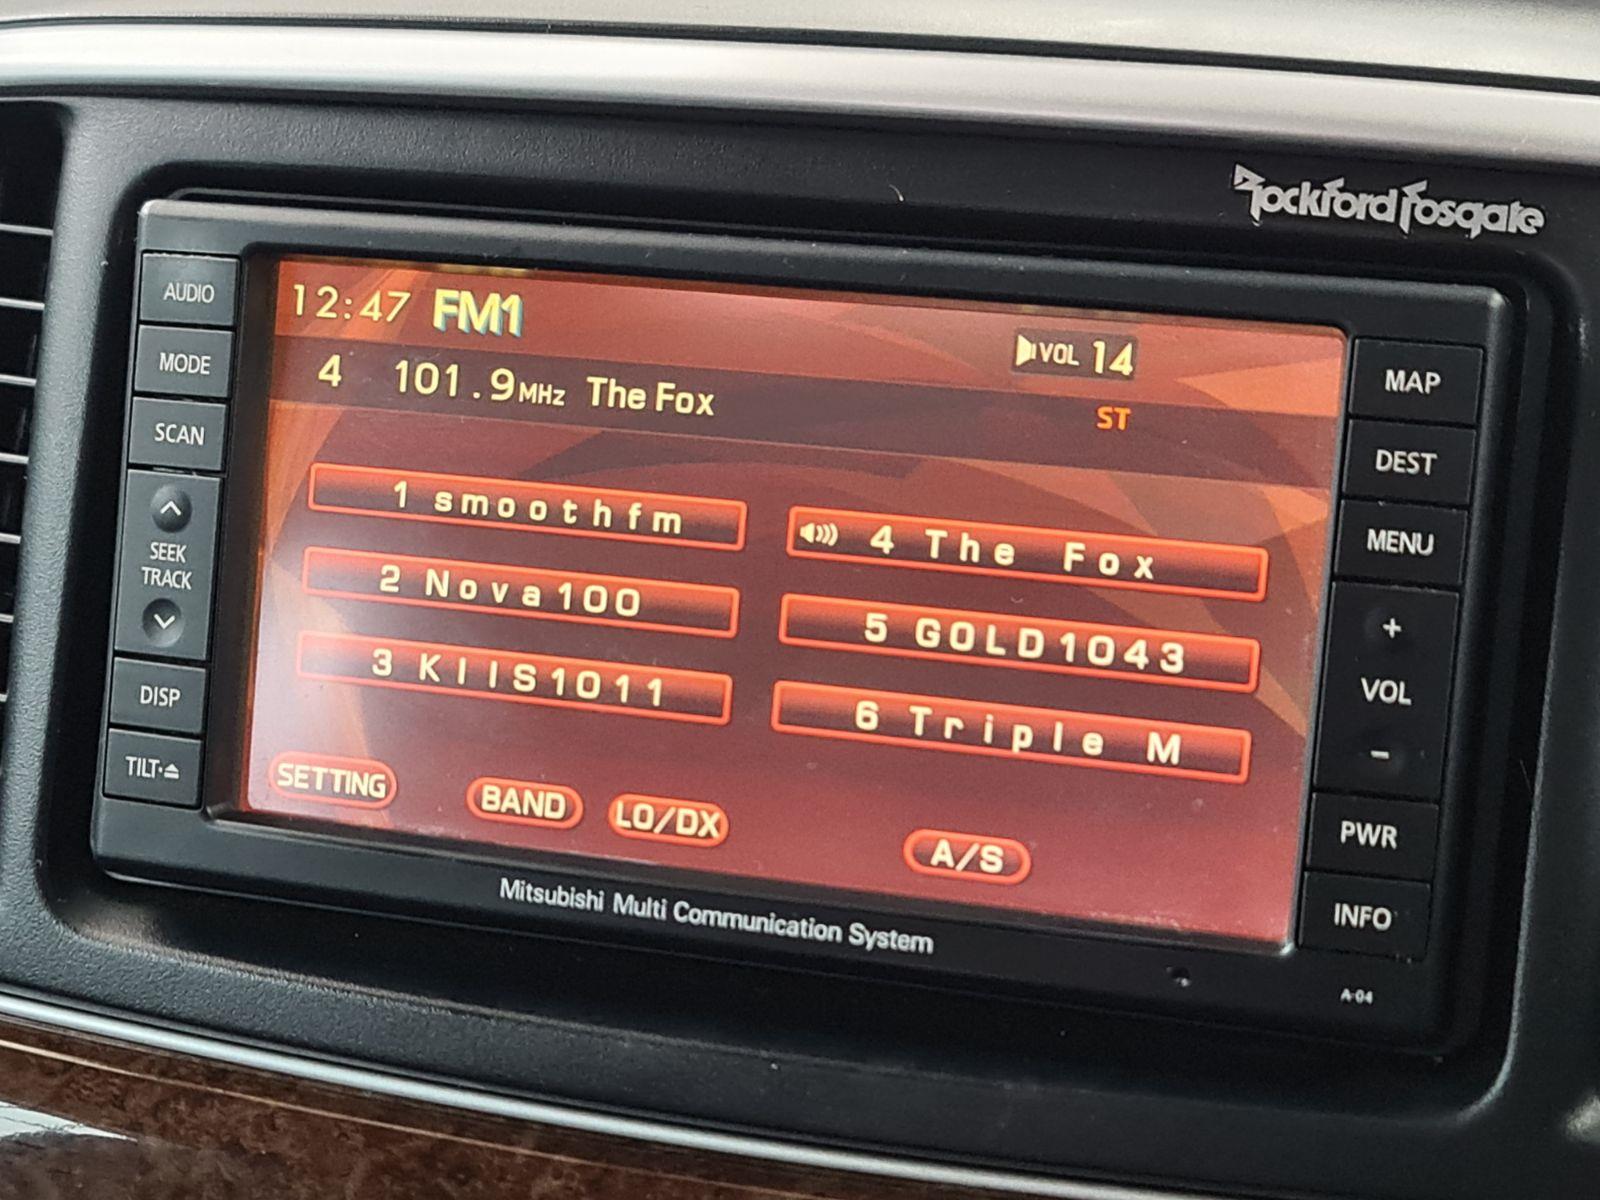 Rockford Fosgate
AUDIO
MODE
SCAN
SEEK
TRACK
DISP
TILT·⏏
12:47 FM1
VOL 14
4 101.9MHz The Fox
ST
1 smoothfm
2 Nova100
3 KIIS1011
4 The Fox
5 GOLD1043
6 Triple M
SETTING BAND LO/DX A/S
MAP
DEST
MENU
+
VOL
-
PWR
INFO
Mitsubishi Multi Communication System
A-04